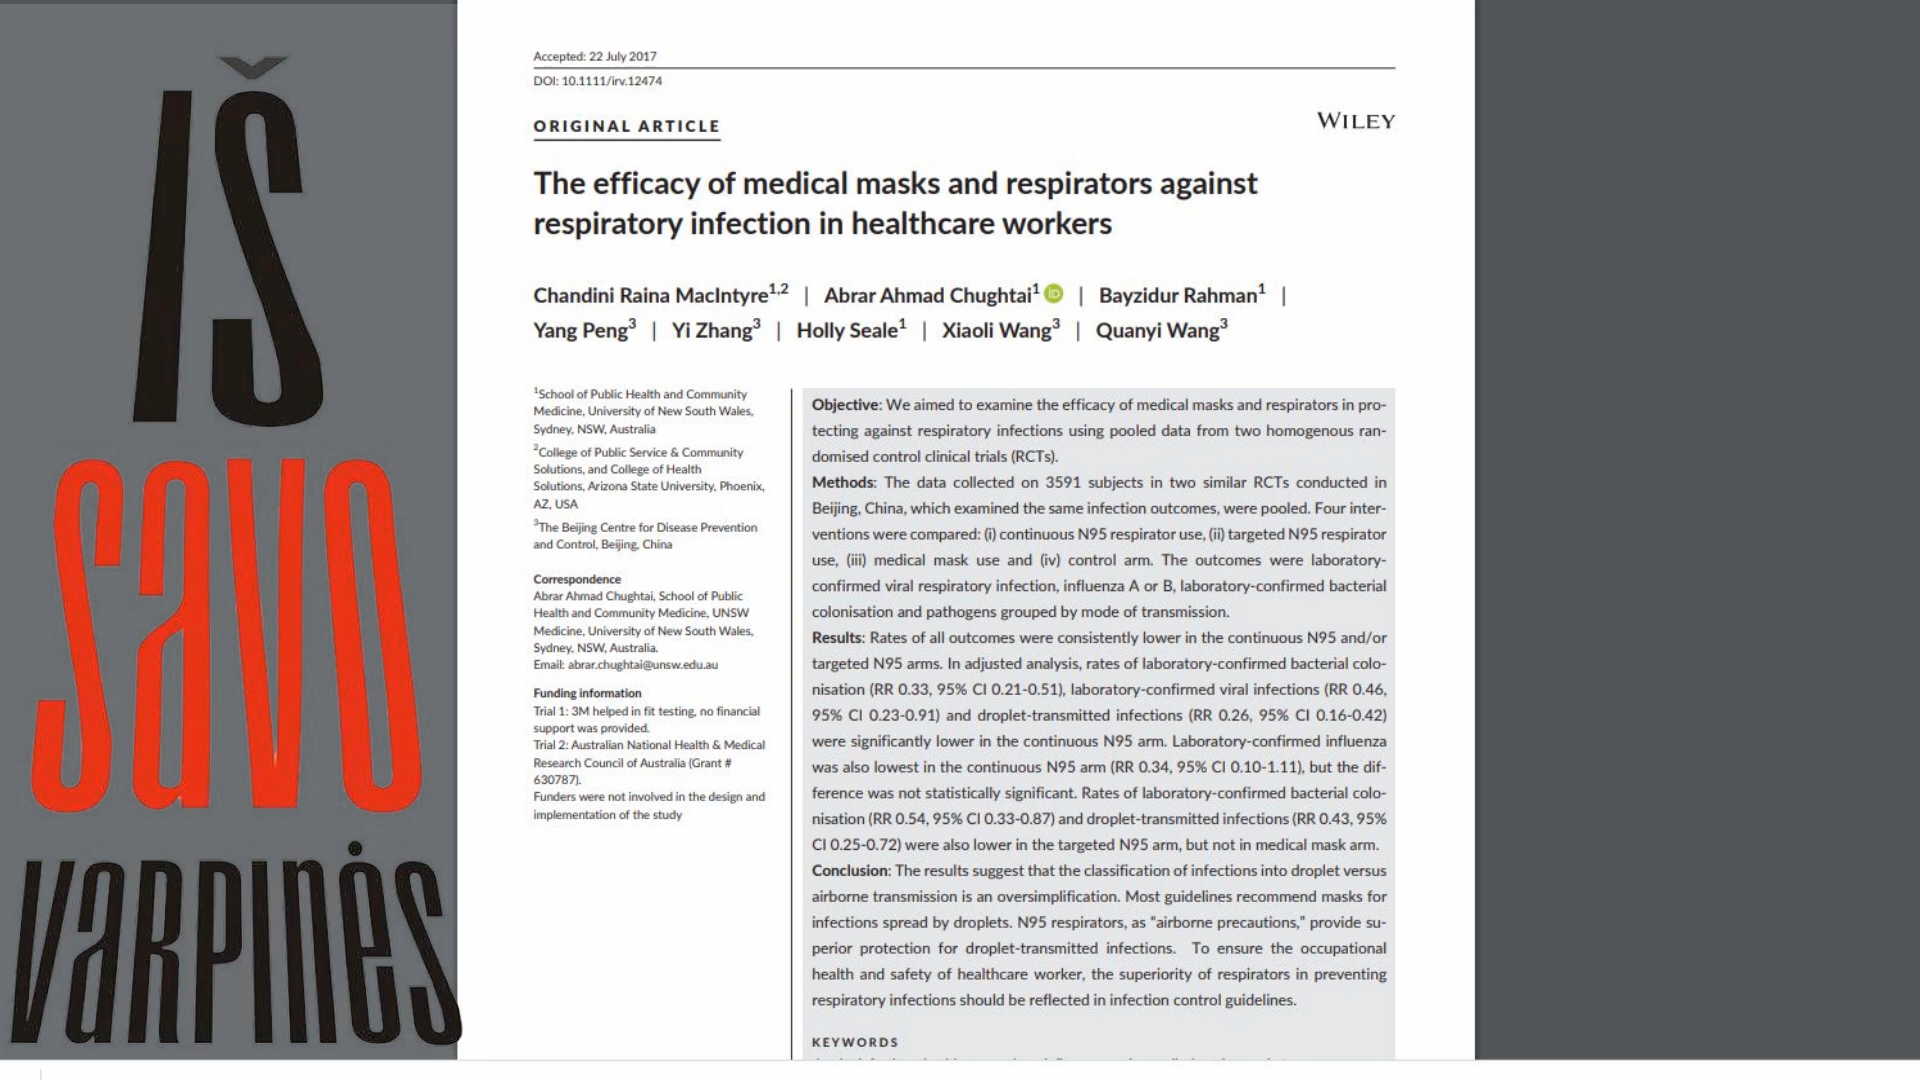 IŠ
savo
varpinės
Accepted: 22 July 2017
DOI: 10.1111/irv.12474
ORIGINAL ARTICLE
WILEY
The efficacy of medical masks and respirators against
respiratory infection in healthcare workers
Chandini Raina MacIntyre1,2 | Abrar Ahmad Chughtai1 iD | Bayzidur Rahman1 |
Yang Peng3 | Yi Zhang3 | Holly Seale1 | Xiaoli Wang3 | Quanyi Wang3
1School of Public Health and Community
Medicine, University of New South Wales,
Sydney, NSW, Australia
2College of Public Service & Community
Solutions, and College of Health
Solutions, Arizona State University, Phoenix,
AZ, USA
3The Beijing Centre for Disease Prevention
and Control, Beijing, China
Correspondence
Abrar Ahmad Chughtai, School of Public
Health and Community Medicine, UNSW
Medicine, University of New South Wales,
Sydney, NSW, Australia.
Email: abrar.chughtai@unsw.edu.au
Funding information
Trial 1: 3M helped in fit testing, no financial
support was provided.
Trial 2: Australian National Health & Medical
Research Council of Australia (Grant #
630787).
Funders were not involved in the design and
implementation of the study
Objective: We aimed to examine the efficacy of medical masks and respirators in pro-
tecting against respiratory infections using pooled data from two homogenous ran-
domised control clinical trials (RCTs).
Methods: The data collected on 3591 subjects in two similar RCTs conducted in
Beijing, China, which examined the same infection outcomes, were pooled. Four inter-
ventions were compared: (i) continuous N95 respirator use, (ii) targeted N95 respirator
use, (iii) medical mask use and (iv) control arm. The outcomes were laboratory-
confirmed viral respiratory infection, influenza A or B, laboratory-confirmed bacterial
colonisation and pathogens grouped by mode of transmission.
Results: Rates of all outcomes were consistently lower in the continuous N95 and/or
targeted N95 arms. In adjusted analysis, rates of laboratory-confirmed bacterial colo-
nisation (RR 0.33, 95% CI 0.21-0.51), laboratory-confirmed viral infections (RR 0.46,
95% CI 0.23-0.91) and droplet-transmitted infections (RR 0.26, 95% CI 0.16-0.42)
were significantly lower in the continuous N95 arm. Laboratory-confirmed influenza
was also lowest in the continuous N95 arm (RR 0.34, 95% CI 0.10-1.11), but the dif-
ference was not statistically significant. Rates of laboratory-confirmed bacterial colo-
nisation (RR 0.54, 95% CI 0.33-0.87) and droplet-transmitted infections (RR 0.43, 95%
CI 0.25-0.72) were also lower in the targeted N95 arm, but not in medical mask arm.
Conclusion: The results suggest that the classification of infections into droplet versus
airborne transmission is an oversimplification. Most guidelines recommend masks for
infections spread by droplets. N95 respirators, as “airborne precautions,” provide su-
perior protection for droplet-transmitted infections. To ensure the occupational
health and safety of healthcare worker, the superiority of respirators in preventing
respiratory infections should be reflected in infection control guidelines.
KEYWORDS